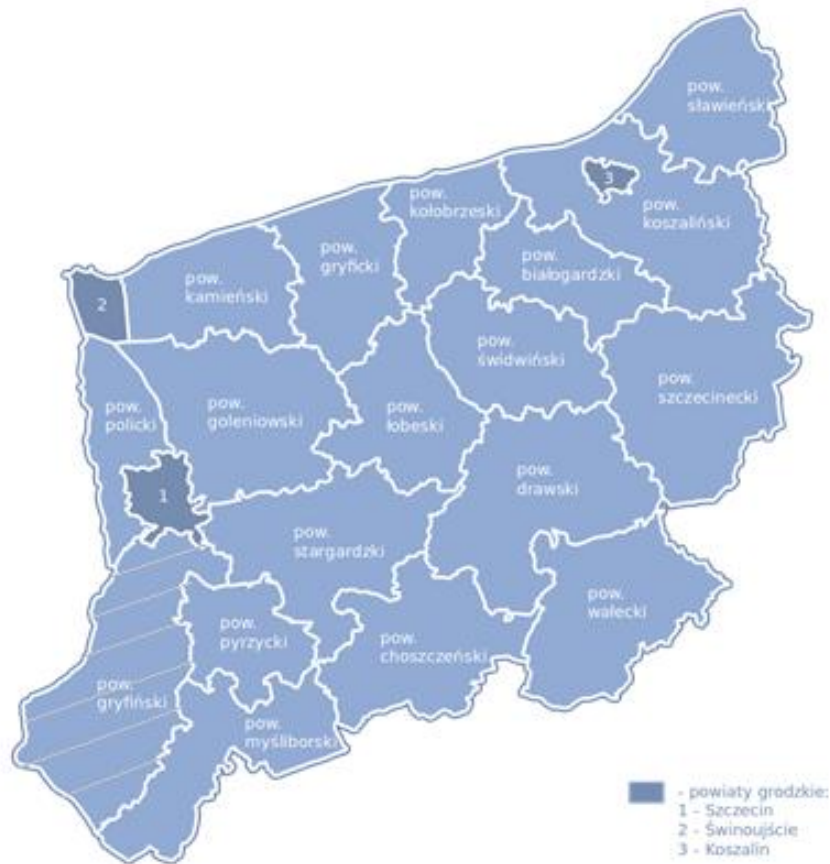 pow.
sławieński
3
pow.
kołobrzeski
pow.
koszaliński
pow.
gryficki
pow.
białogardzki
pow.
kamieński
2
pow.
świdwiński
pow.
szczecinecki
pow.
policki
pow.
goleniowski
pow.
łobeski
pow.
drawski
1
pow.
stargardzki
pow.
wałecki
pow.
pyrzycki
pow.
choszczeński
pow.
gryfiński
pow.
myśliborski
- powiaty grodzkie:
1 - Szczecin
2 - Świnoujście
3 - Koszalin